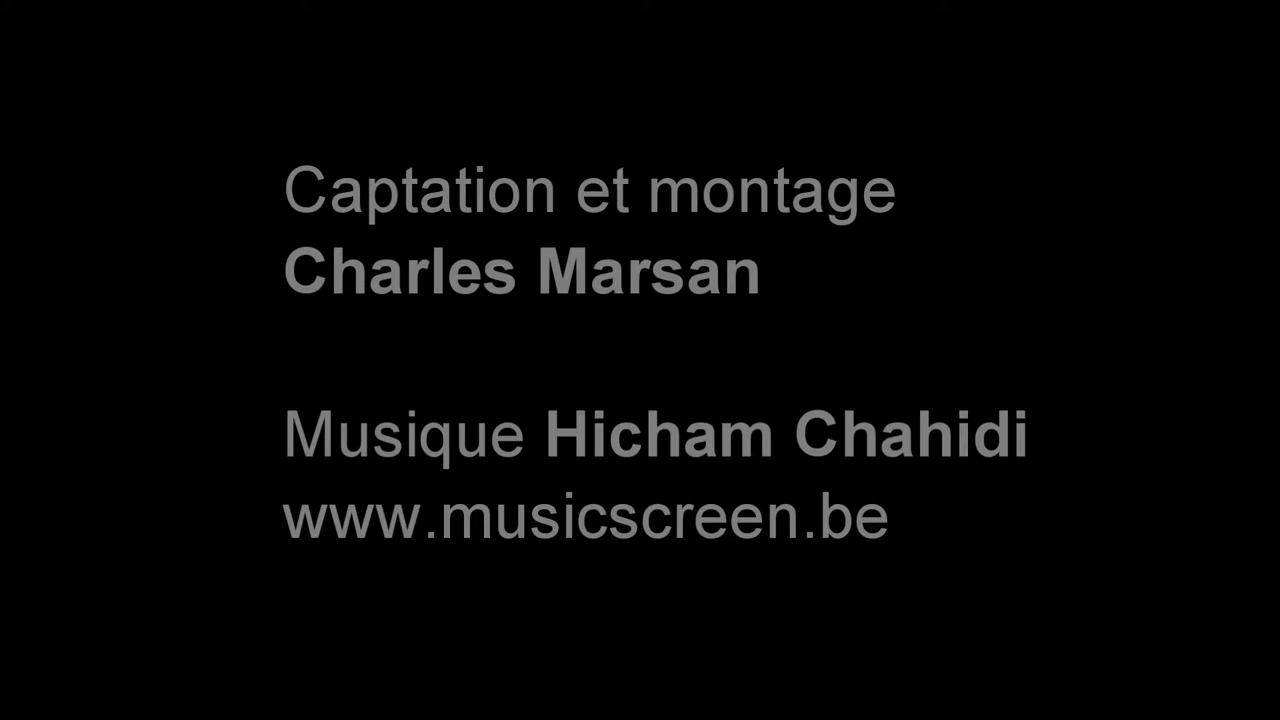 Captation et montage
Charles Marsan
Musique Hicham Chahidi
www.musicscreen.be